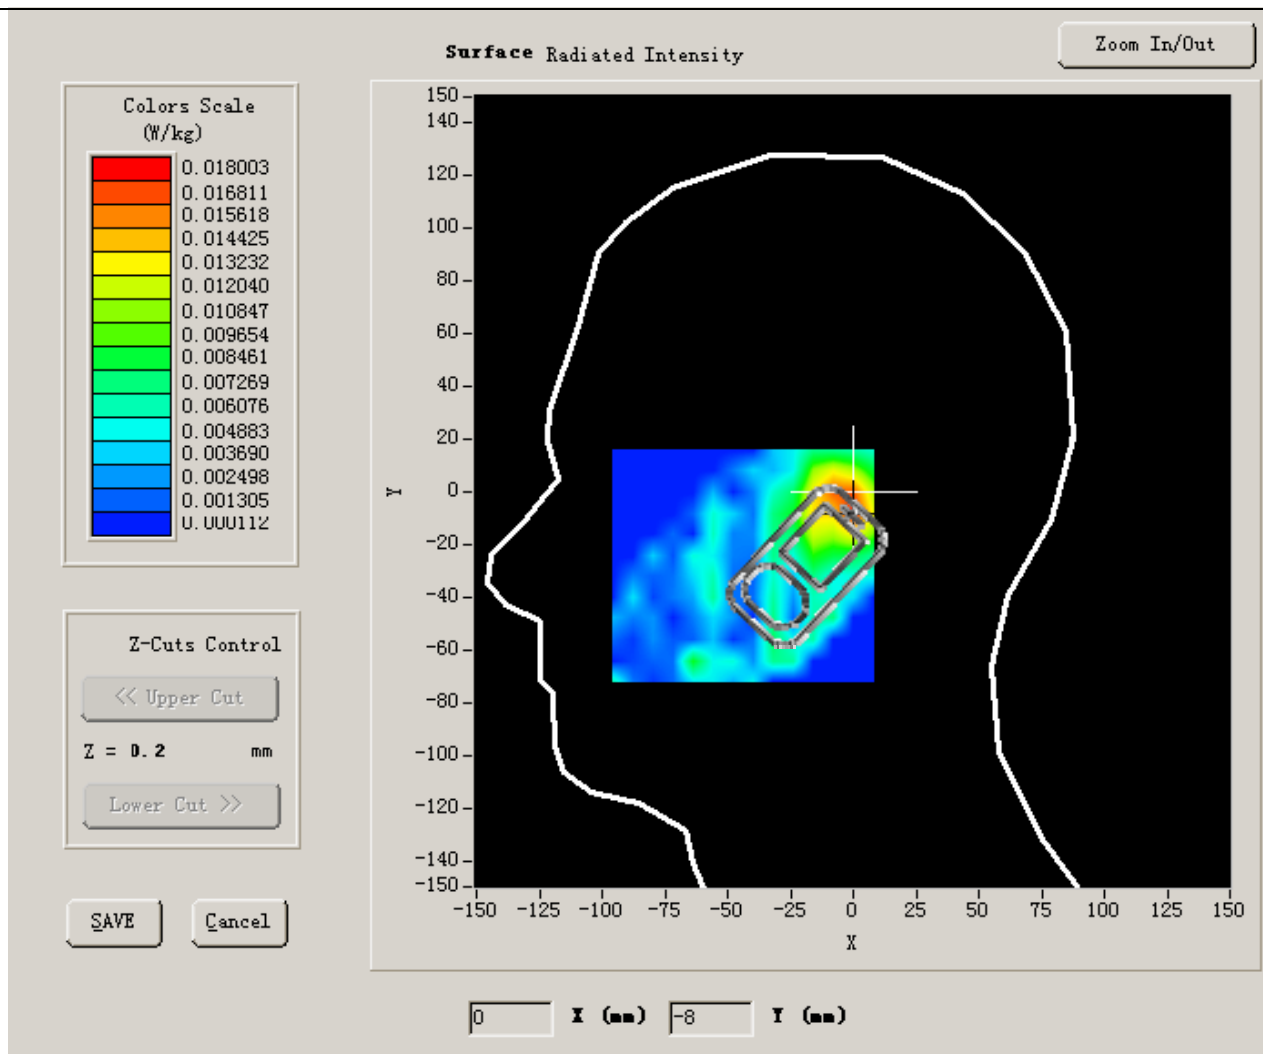 Surface Radiated Intensity
Zoom In/Out
Colors Scale
(W/kg)
0.018003
0.016811
0.015618
0.014425
0.013232
0.012040
0.010847
0.009654
0.008461
0.007269
0.006076
0.004883
0.003690
0.002498
0.001305
0.000112
Z-Cuts Control
<< Upper Cut
Z = 0.2 mm
Lower Cut >>
SAVE
Cancel
150
140
120
100
80
60
40
20
0
-20
-40
-60
-80
-100
-120
-140
-150
Y
-150 -125 -100 -75 -50 -25 0 25 50 75 100 125 150
X
0 X (mm) -8 Y (mm)